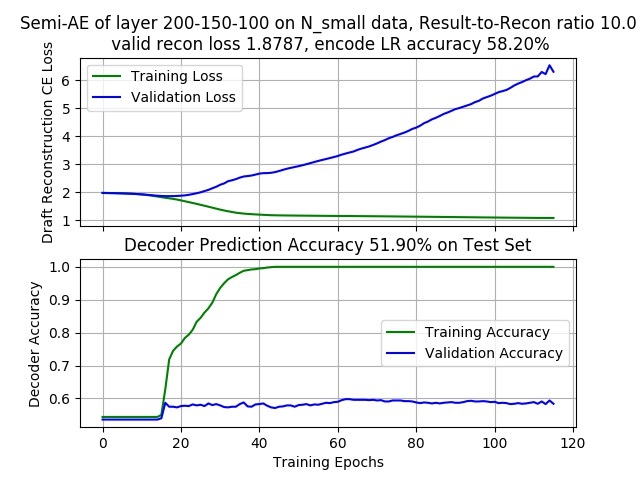 Semi-AE of layer 200-150-100 on N_small data, Result-to-Recon ratio 10.0
valid recon loss 1.8787, encode LR accuracy 58.20%
Draft Reconstruction CE Loss
6
5
4
3
2
1
Training Loss
Validation Loss
Decoder Prediction Accuracy 51.90% on Test Set
Decoder Accuracy
1.0
0.9
0.8
0.7
0.6
Training Accuracy
Validation Accuracy
0 20 40 60 80 100 120
Training Epochs